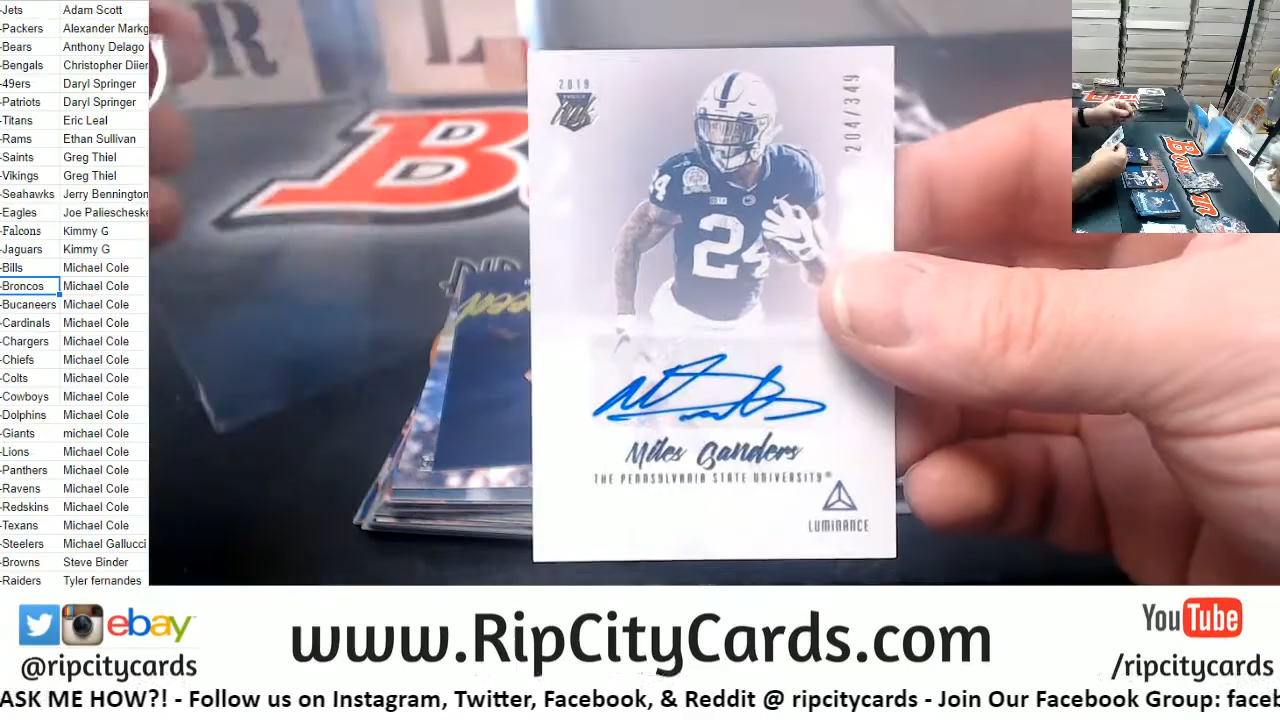 -Jets Adam Scott
-Packers Alexander Markg
-Bears Anthony Delago
-Bengals Christopher Diier
-49ers Daryl Springer
-Patriots Daryl Springer
-Titans Eric Leal
-Rams Ethan Sullivan
-Saints Greg Thiel
-Vikings Greg Thiel
-Seahawks Jerry Bennington
-Eagles Joe Paliescheske
-Falcons Kimmy G
-Jaguars Kimmy G
-Bills Michael Cole
-Broncos Michael Cole
-Bucaneers Michael Cole
-Cardinals Michael Cole
-Chargers Michael Cole
-Chiefs Michael Cole
-Colts Michael Cole
-Cowboys Michael Cole
-Dolphins Michael Cole
-Giants michael Cole
-Lions Michael Cole
-Panthers Michael Cole
-Ravens Michael Cole
-Redskins Michael Cole
-Texans Michael Cole
-Steelers Michael Gallucci
-Browns Steve Binder
-Raiders Tyler fernandes
2019
ink
204/349
24
24
Miles Sanders
THE PENNSYLVANIA STATE UNIVERSITY®
LUMINANCE
ebay
@ripcitycards
www.RipCityCards.com
YouTube
/ripcitycards
ASK ME HOW?! - Follow us on Instagram, Twitter, Facebook, & Reddit @ ripcitycards - Join Our Facebook Group: faceb